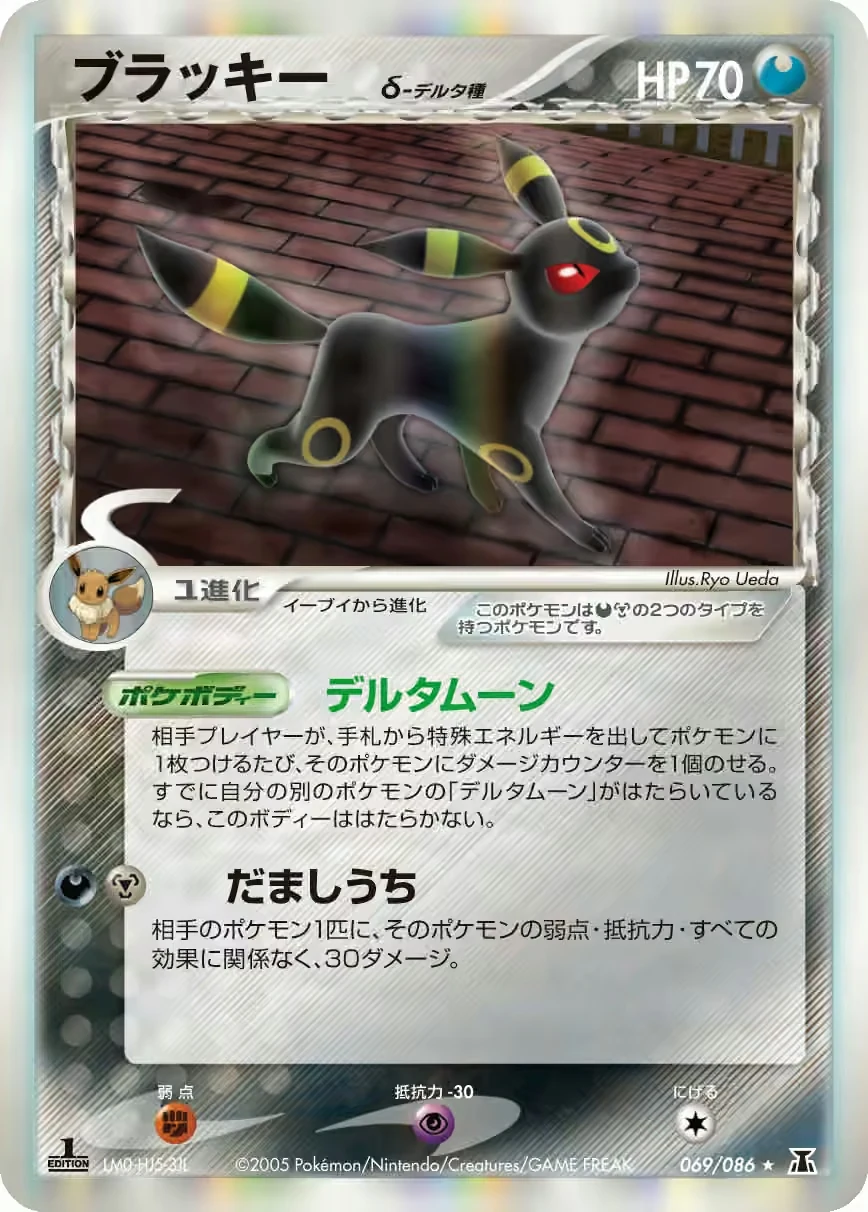 ブラッキー δ-デルタ種 HP70
Illus.Ryo Ueda
1進化 イーブイから進化
このポケモンはの2つのタイプを
持つポケモンです。
ポケボディー デルタムーン
相手プレイヤーが、手札から特殊エネルギーを出してポケモンに
1枚つけるたび、そのポケモンにダメージカウンターを1個のせる。
すでに自分の別のポケモンの「デルタムーン」がはたらいている
なら、このボディーははたらかない。
だましうち
相手のポケモン1匹に、そのポケモンの弱点・抵抗力・すべての
効果に関係なく、30ダメージ。
弱点 抵抗力-30 にげる
1 EDITION ©2005 Pokémon/Nintendo/Creatures/GAME FREAK 069/086 ★